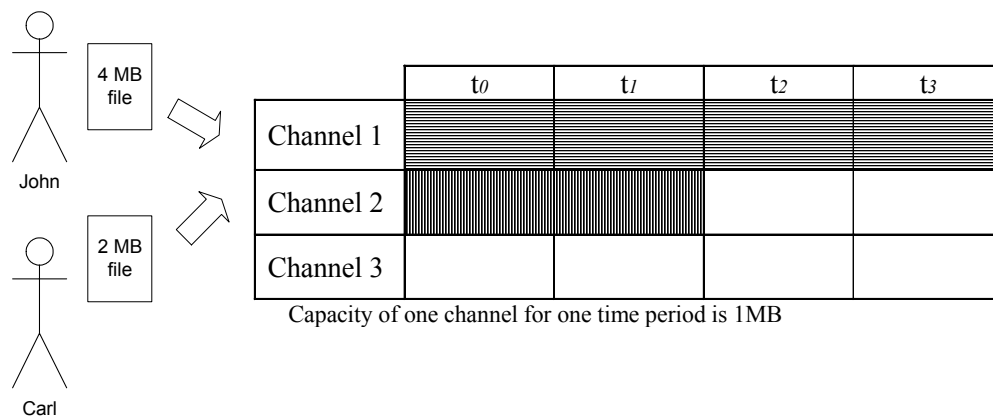 4 MB
file
John
2 MB
file
Carl
t0 t1 t2 t3
Channel 1
Channel 2
Channel 3
Capacity of one channel for one time period is 1MB